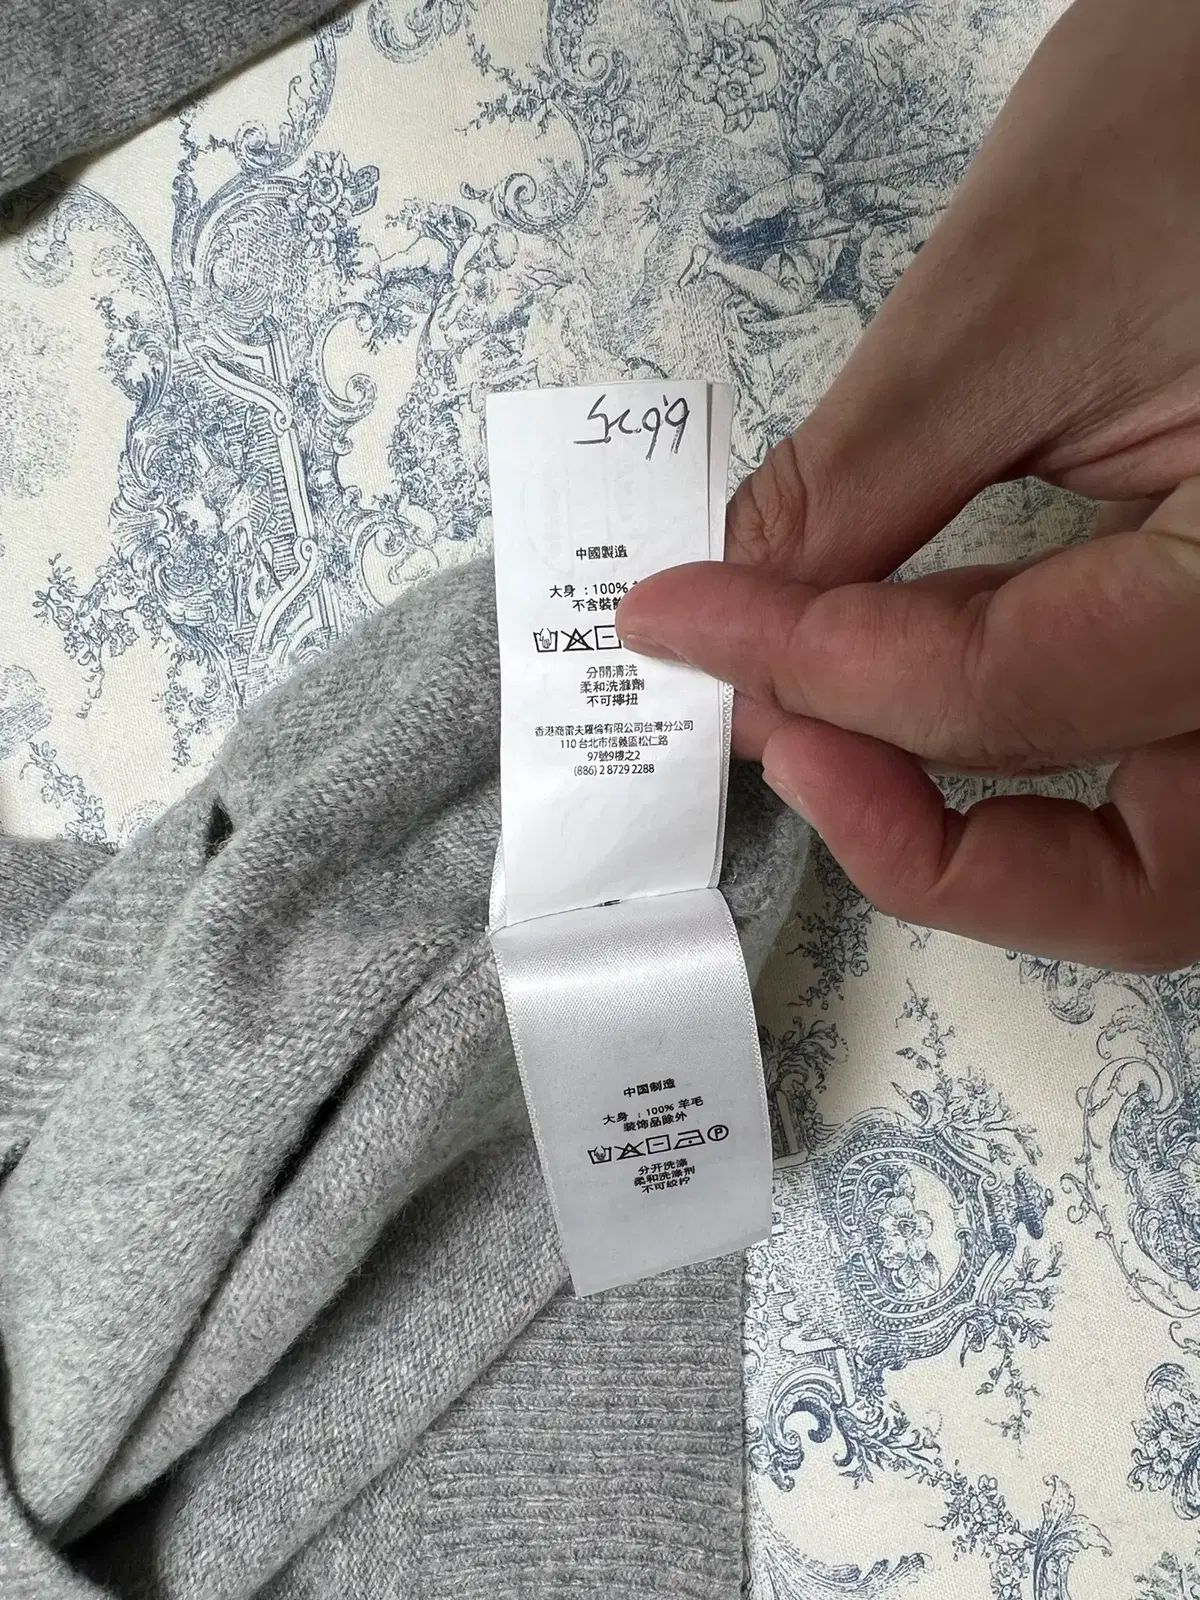 中國製造
大身 : 100%
不含裝
分開清洗
柔和洗滌劑
不可擰扭
香港商雷夫羅倫有限公司台灣分公司
110 台北市信義區松仁路
97號9樓之2
(886) 2 8729 2288
中国制造
大身 : 100% 羊毛
装饰品除外
P
分开洗涤
柔和洗涤剂
不可绞拧